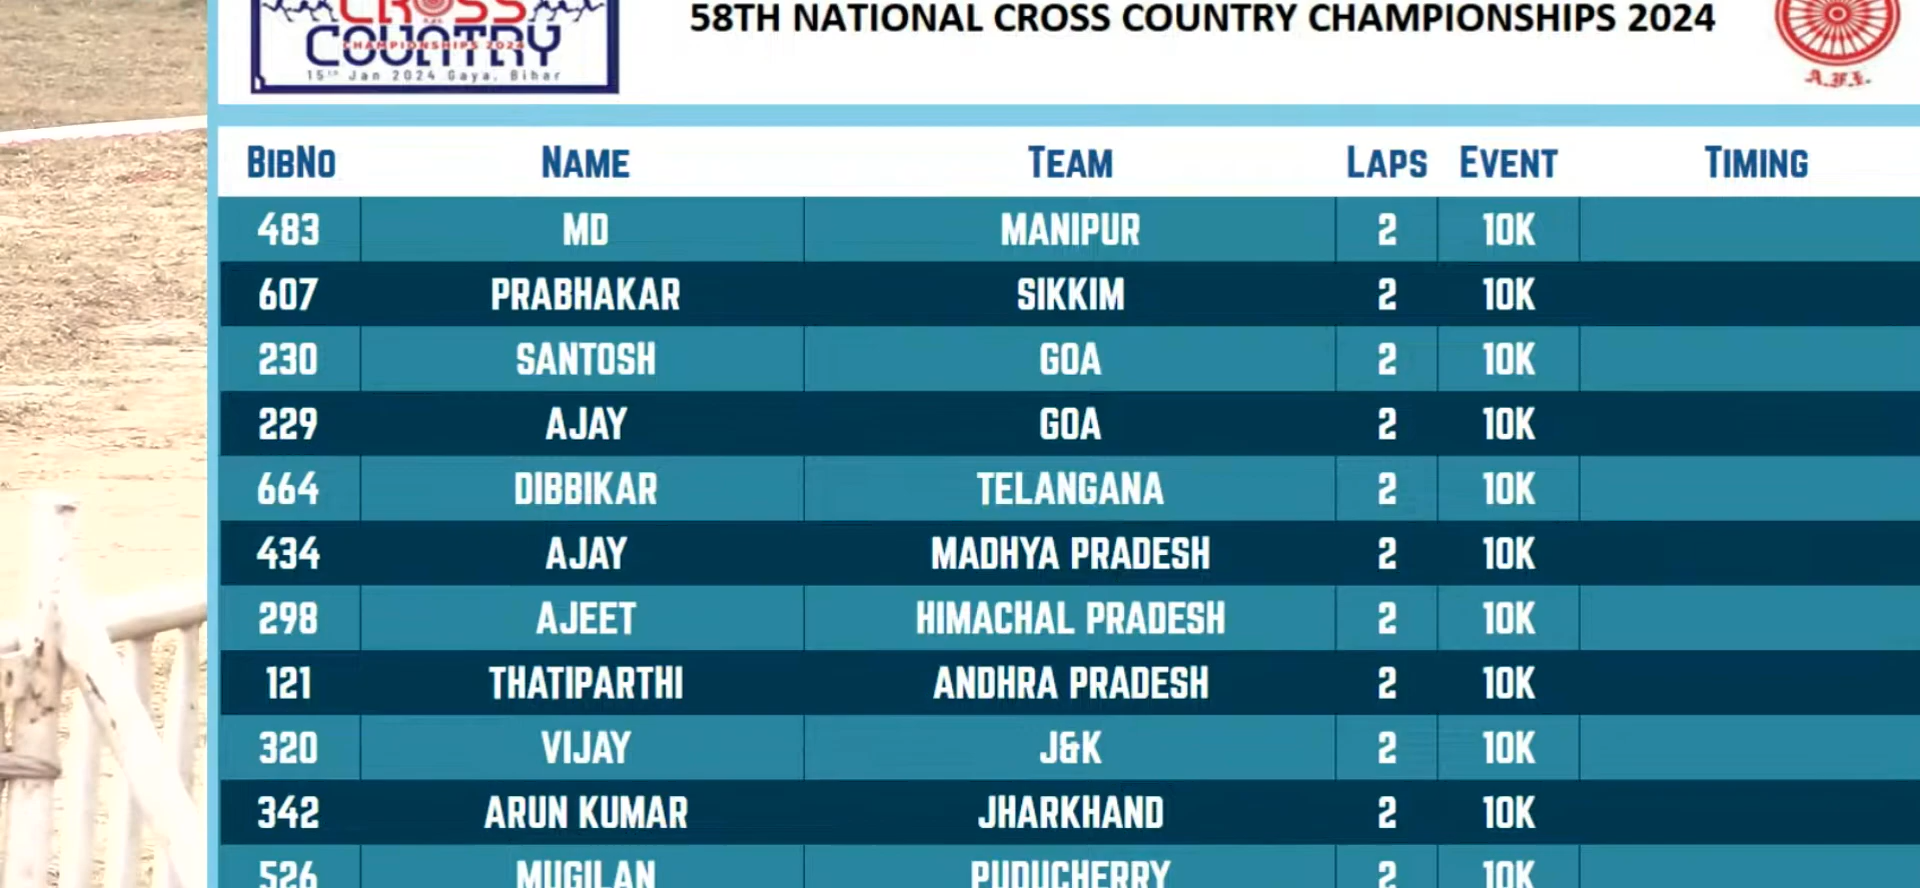 CROSS
COUNTRY
CHAMPIONSHIPS 2024
15th Jan 2024 Gaya, Bihar
58TH NATIONAL CROSS COUNTRY CHAMPIONSHIPS 2024
A.F.I.
BIBNO NAME TEAM LAPS EVENT TIMING
483 MD MANIPUR 2 10K
607 PRABHAKAR SIKKIM 2 10K
230 SANTOSH GOA 2 10K
229 AJAY GOA 2 10K
664 DIBBIKAR TELANGANA 2 10K
434 AJAY MADHYA PRADESH 2 10K
298 AJEET HIMACHAL PRADESH 2 10K
121 THATIPARTHI ANDHRA PRADESH 2 10K
320 VIJAY J&K 2 10K
342 ARUN KUMAR JHARKHAND 2 10K
526 MUGILAN PUDUCHERRY 2 10K